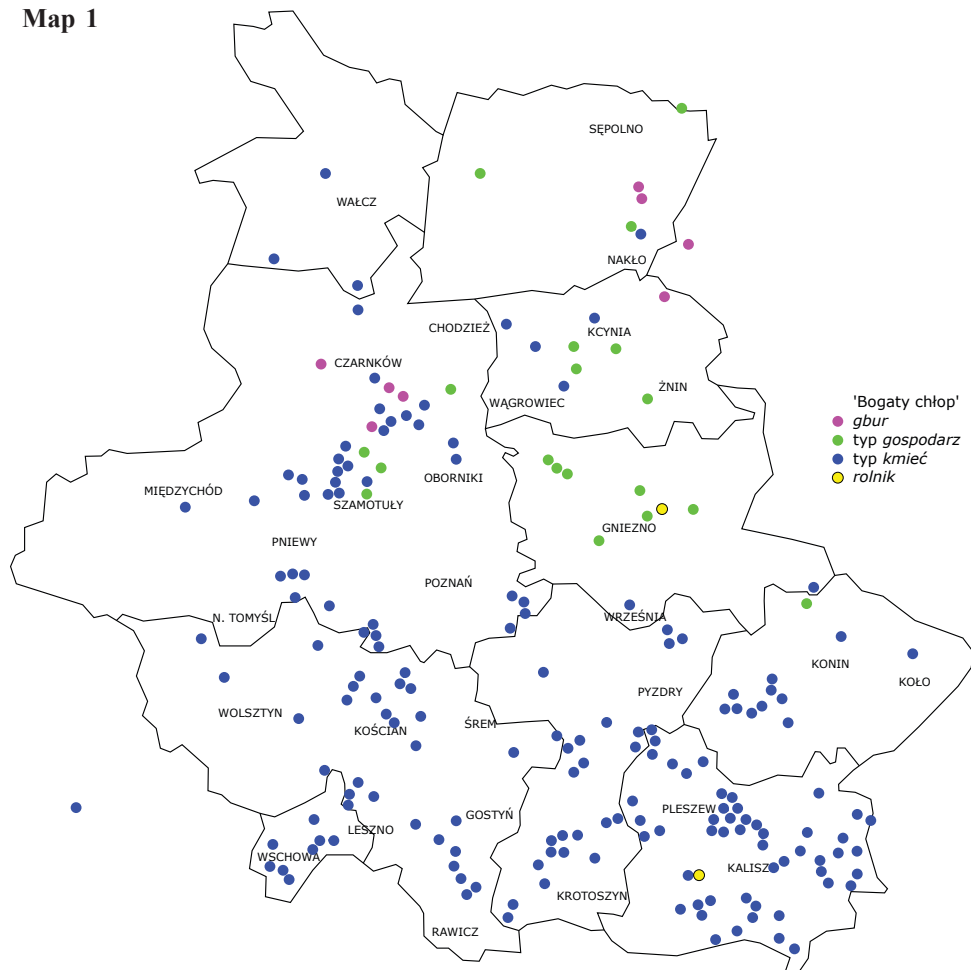 Map 1
SĘPOLNO
WAŁCZ
NAKŁO
CHODZIEŻ
KCYNIA
CZARNKÓW
ŻNIN
WĄGROWIEC
'Bogaty chłop'
gbur
typ gospodarz
typ kmieć
rolnik
OBORNIKI
MIĘDZYCHÓD
SZAMOTUŁY
GNIEZNO
PNIEWY
POZNAŃ
N. TOMYŚL
WRZEŚNIA
KONIN
KOŁO
PYZDRY
WOLSZTYN
ŚREM
KOŚCIAN
PLESZEW
GOSTYŃ
LESZNO
WSCHOWA
KALISZ
KROTOSZYN
RAWICZ